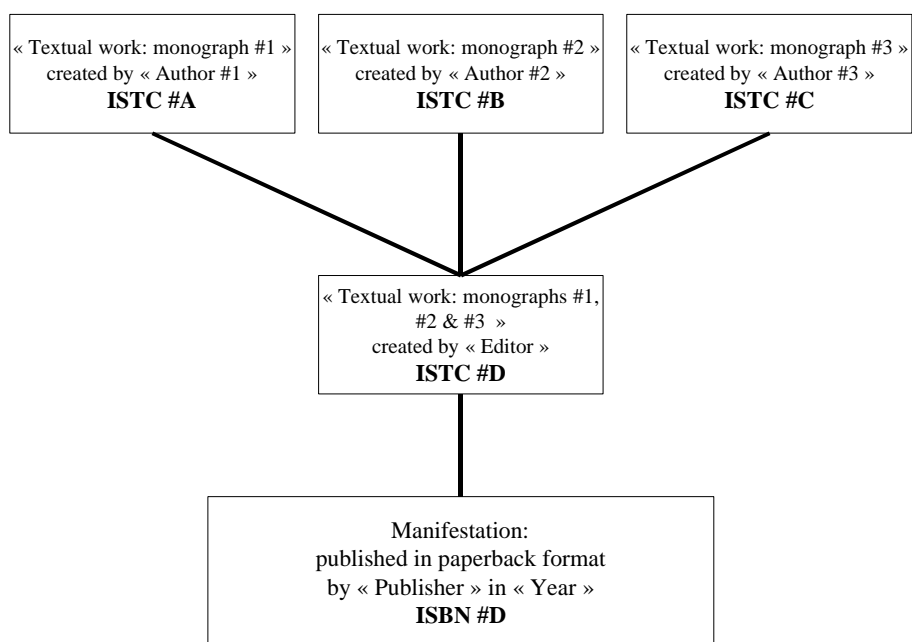 « Textual work: monograph #1 »
created by « Author #1 »
ISTC #A
« Textual work: monograph #2 »
created by « Author #2 »
ISTC #B
« Textual work: monograph #3 »
created by « Author #3 »
ISTC #C
« Textual work: monographs #1,
#2 & #3 »
created by « Editor »
ISTC #D
Manifestation:
published in paperback format
by « Publisher » in « Year »
ISBN #D